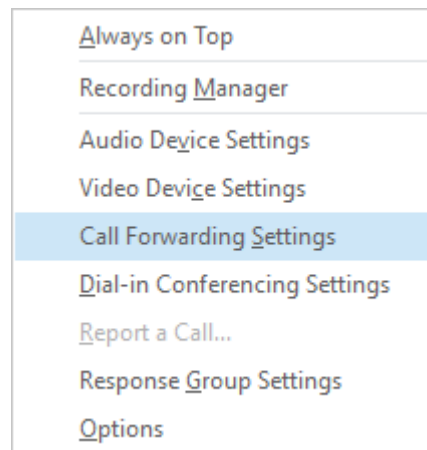 Always on Top
Recording Manager
Audio Device Settings
Video Device Settings
Call Forwarding Settings
Dial-in Conferencing Settings
Report a Call...
Response Group Settings
Options